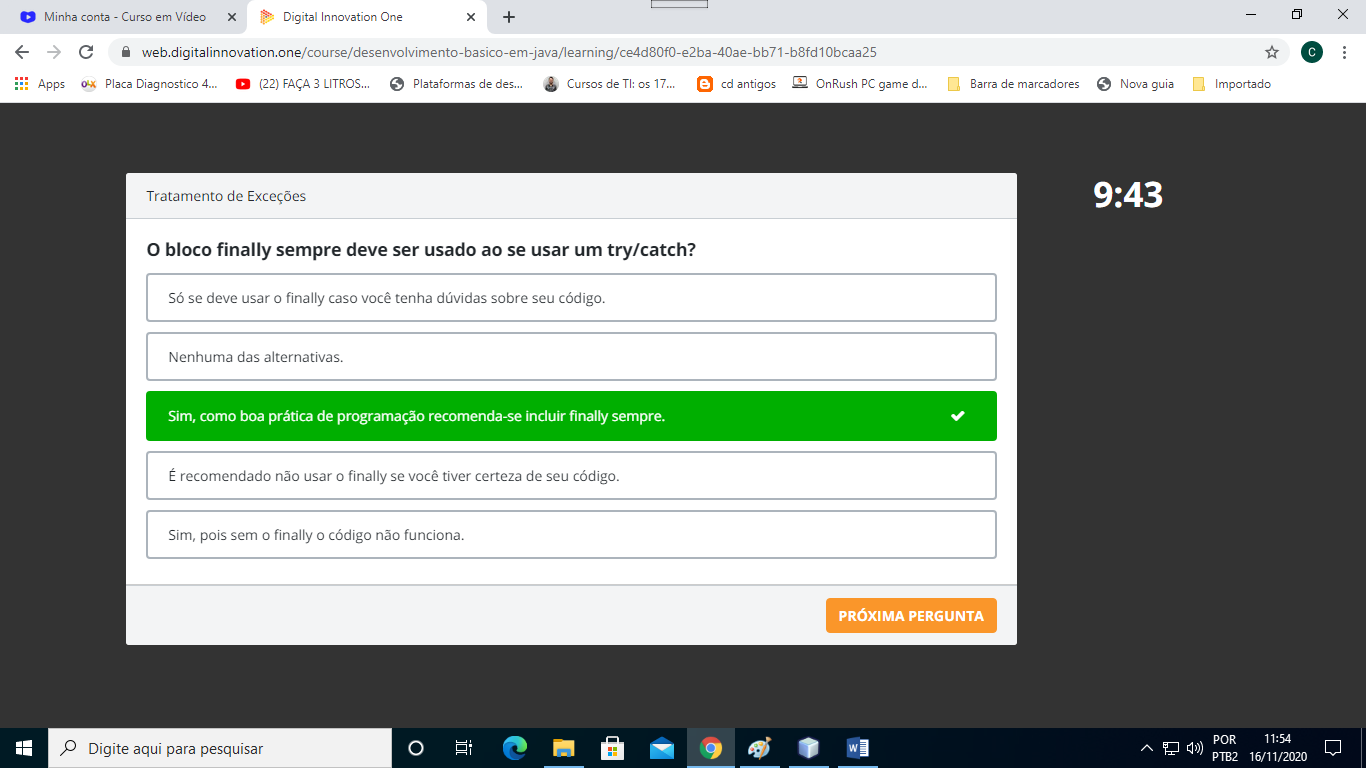 Minha conta - Curso em Vídeo
Digital Innovation One
web.digitalinnovation.one/course/desenvolvimento-basico-em-java/learning/ce4d80f0-e2ba-40ae-bb71-b8fd10bcaa25
C
Apps
OLX
Placa Diagnostico 4...
(22) FAÇA 3 LITROS...
Plataformas de des...
Cursos de TI: os 17...
cd antigos
OnRush PC game d...
Barra de marcadores
Nova guia
Importado
Tratamento de Exceções
9:43
O bloco finally sempre deve ser usado ao se usar um try/catch?
Só se deve usar o finally caso você tenha dúvidas sobre seu código.
Nenhuma das alternativas.
Sim, como boa prática de programação recomenda-se incluir finally sempre.
É recomendado não usar o finally se você tiver certeza de seu código.
Sim, pois sem o finally o código não funciona.
PRÓXIMA PERGUNTA
Digite aqui para pesquisar
POR
PTB2
11:54
16/11/2020